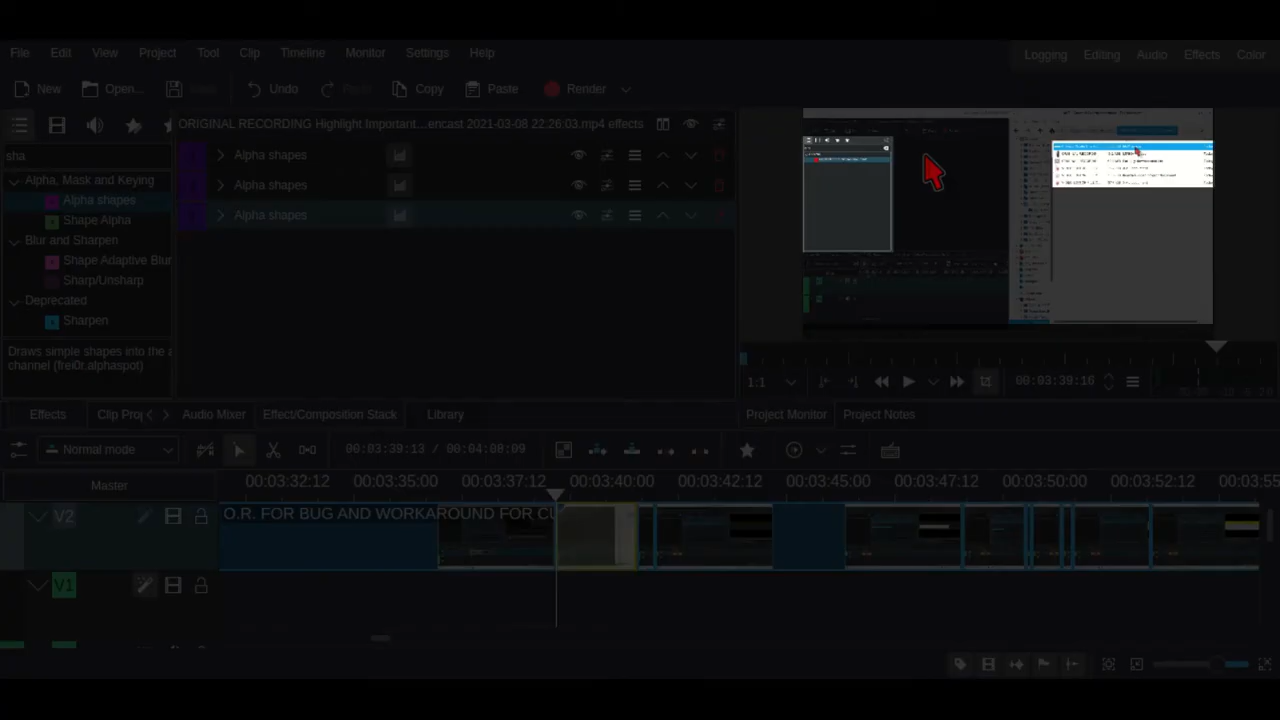 File Edit View Project Tool Clip Timeline Monitor Settings Help
Logging Editing Audio Effects Color
New Open... Undo Copy Paste Render
ORIGINAL RECORDING Highlight Important...encast 2021-03-08 22:26:03.mp4 effects
sha
Alpha, Mask and Keying
Alpha shapes
Shape Alpha
Blur and Sharpen
Shape Adaptive Blur
Sharp/Unsharp
Deprecated
Sharpen
Draws simple shapes into the a
channel (frei0r,alphaspot)
Alpha shapes
Alpha shapes
Alpha shapes
1:1
00:03:39:16
Effects Clip Proj Audio Mixer Effect/Composition Stack Library
Project Monitor Project Notes
Normal mode
00:03:39:13 / 00:04:08:09
Master
00:03:32:12 00:03:35:00 00:03:37:12 00:03:40:00 00:03:42:12 00:03:45:00 00:03:47:12 00:03:50:00 00:03:55
V2
O.R. FOR BUG AND WORKAROUND FOR CU
V1